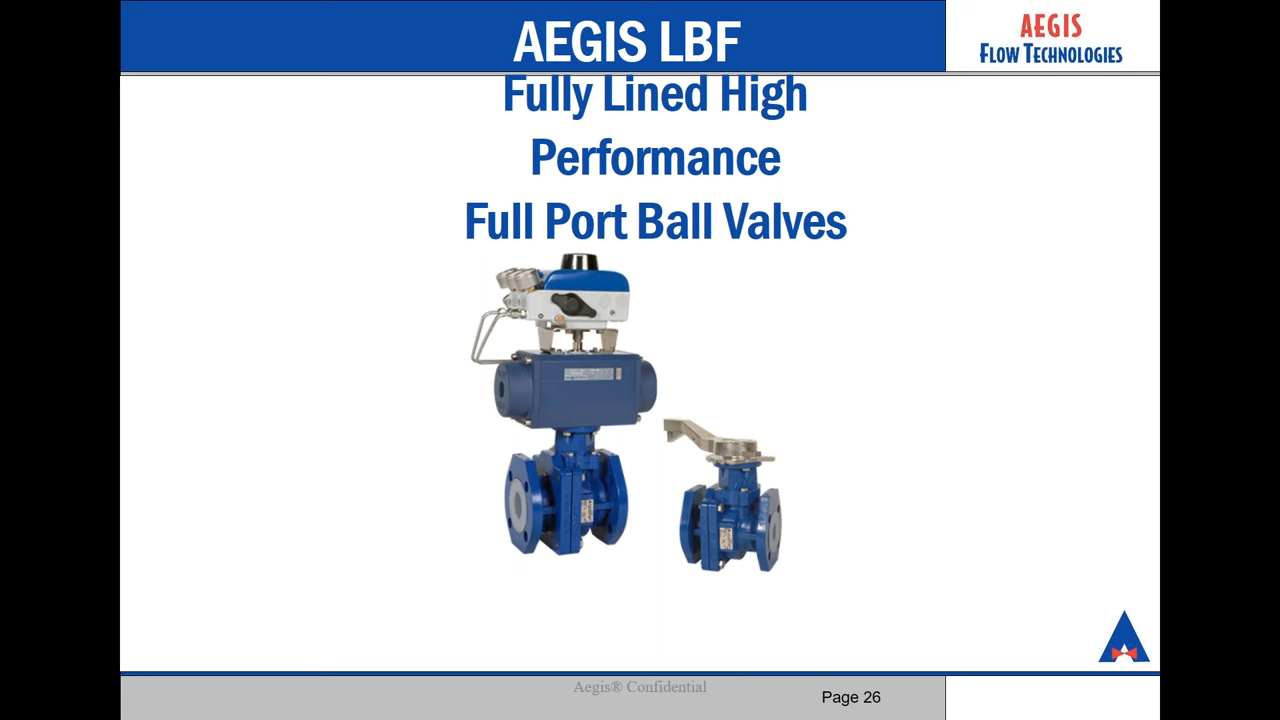 AEGIS LBF
AEGIS
FLOW TECHNOLOGIES
Fully Lined High
Performance
Full Port Ball Valves
Aegis® Confidential
Page 26